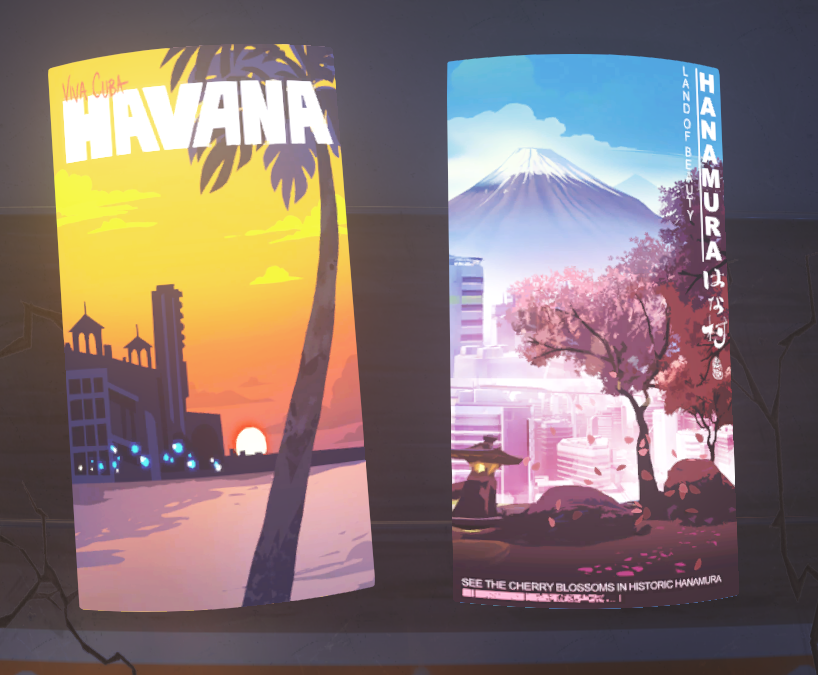 VIVA CUBA
HAVANA
LAND OF BEAUTY
HANAMURA
はな村
SEE THE CHERRY BLOSSOMS IN HISTORIC HANAMURA